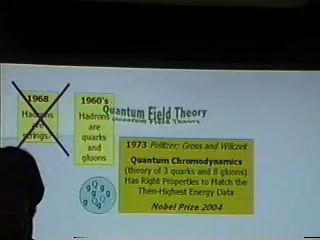 1968
Hadrons
are
strings?
1960's
Hadrons
are
quarks
and
gluons
Quantum Field Theory
1973 Politzer; Gross and Wilczek
Quantum Chromodynamics
(theory of 3 quarks and 8 gluons)
Has Right Properties to Match the
Then-Highest Energy Data
Nobel Prize 2004